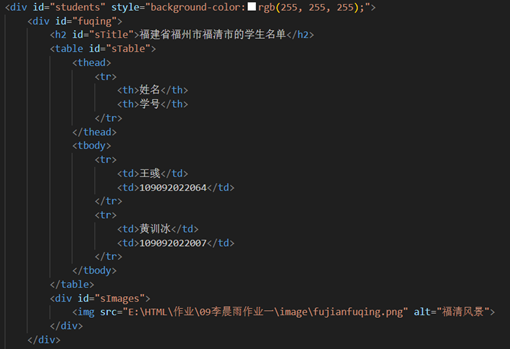 <div id="students" style="background-color:rgb(255, 255, 255);">
<div id="fuqing">
<h2 id="sTitle">福建省福州市福清市的学生名单</h2>
<table id="sTable">
<thead>
<tr>
<th>姓名</th>
<th>学号</th>
</tr>
</thead>
<tbody>
<tr>
<td>王彧</td>
<td>109092022064</td>
</tr>
<tr>
<td>黄训冰</td>
<td>109092022007</td>
</tr>
</tbody>
</table>
<div id="sImages">
<img src="E:\HTML\作业\09李晨雨作业一\image\fujianfuqing.png" alt="福清风景">
</div>
</div>